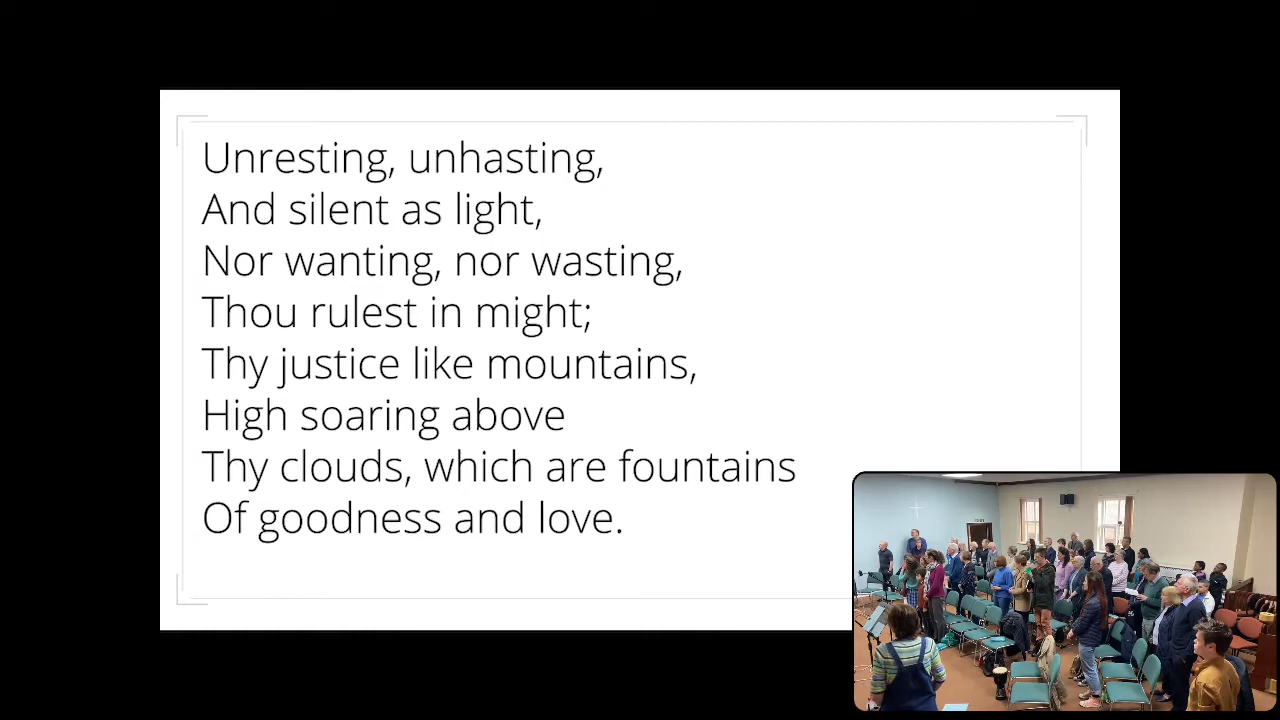 Unresting, unhasting,
And silent as light,
Nor wanting, nor wasting,
Thou rulest in might;
Thy justice like mountains,
High soaring above
Thy clouds, which are fountains
Of goodness and love.